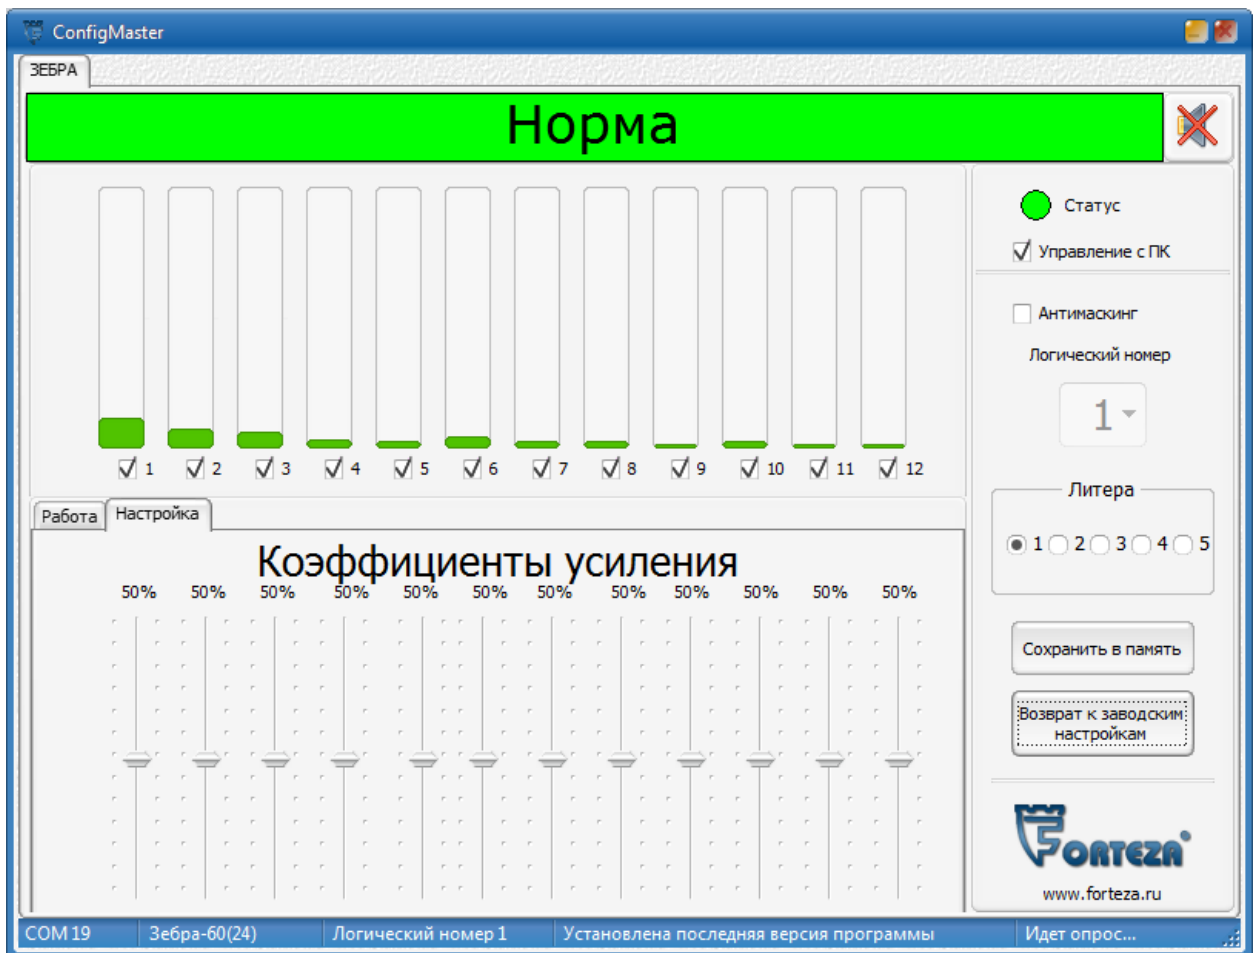 ConfigMaster
ЗЕБРА
Норма
1 2 3 4 5 6 7 8 9 10 11 12
Статус
Управление с ПК
Антимаскинг
Логический номер
1
Литера
1 2 3 4 5
Работа Настройка
Коэффициенты усиления
50% 50% 50% 50% 50% 50% 50% 50% 50% 50% 50% 50%
Сохранить в память
Возврат к заводским
настройкам
FORTEZA
www.forteza.ru
COM 19 Зебра-60(24) Логический номер 1 Установлена последняя версия программы Идет опрос...